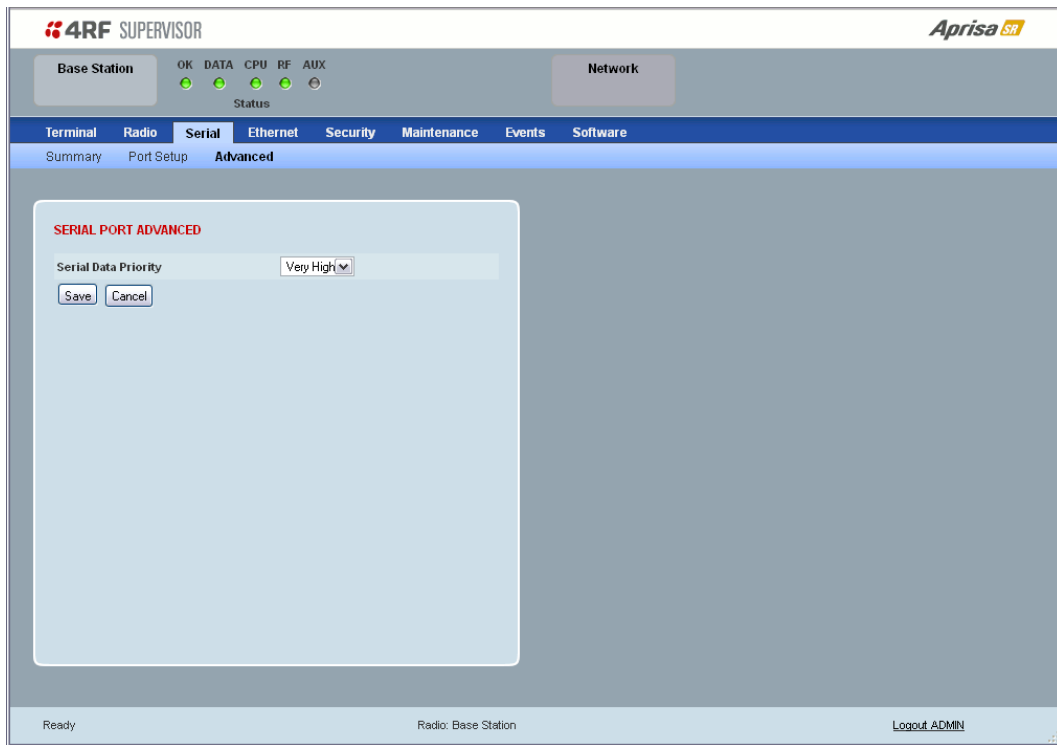 4RF SUPERVISOR
Aprisa SR
Base Station
OK DATA CPU RF AUX
Status
Network
Terminal Radio Serial Ethernet Security Maintenance Events Software
Summary Port Setup Advanced
SERIAL PORT ADVANCED
Serial Data Priority Very High
Save Cancel
Ready Radio: Base Station Logout ADMIN